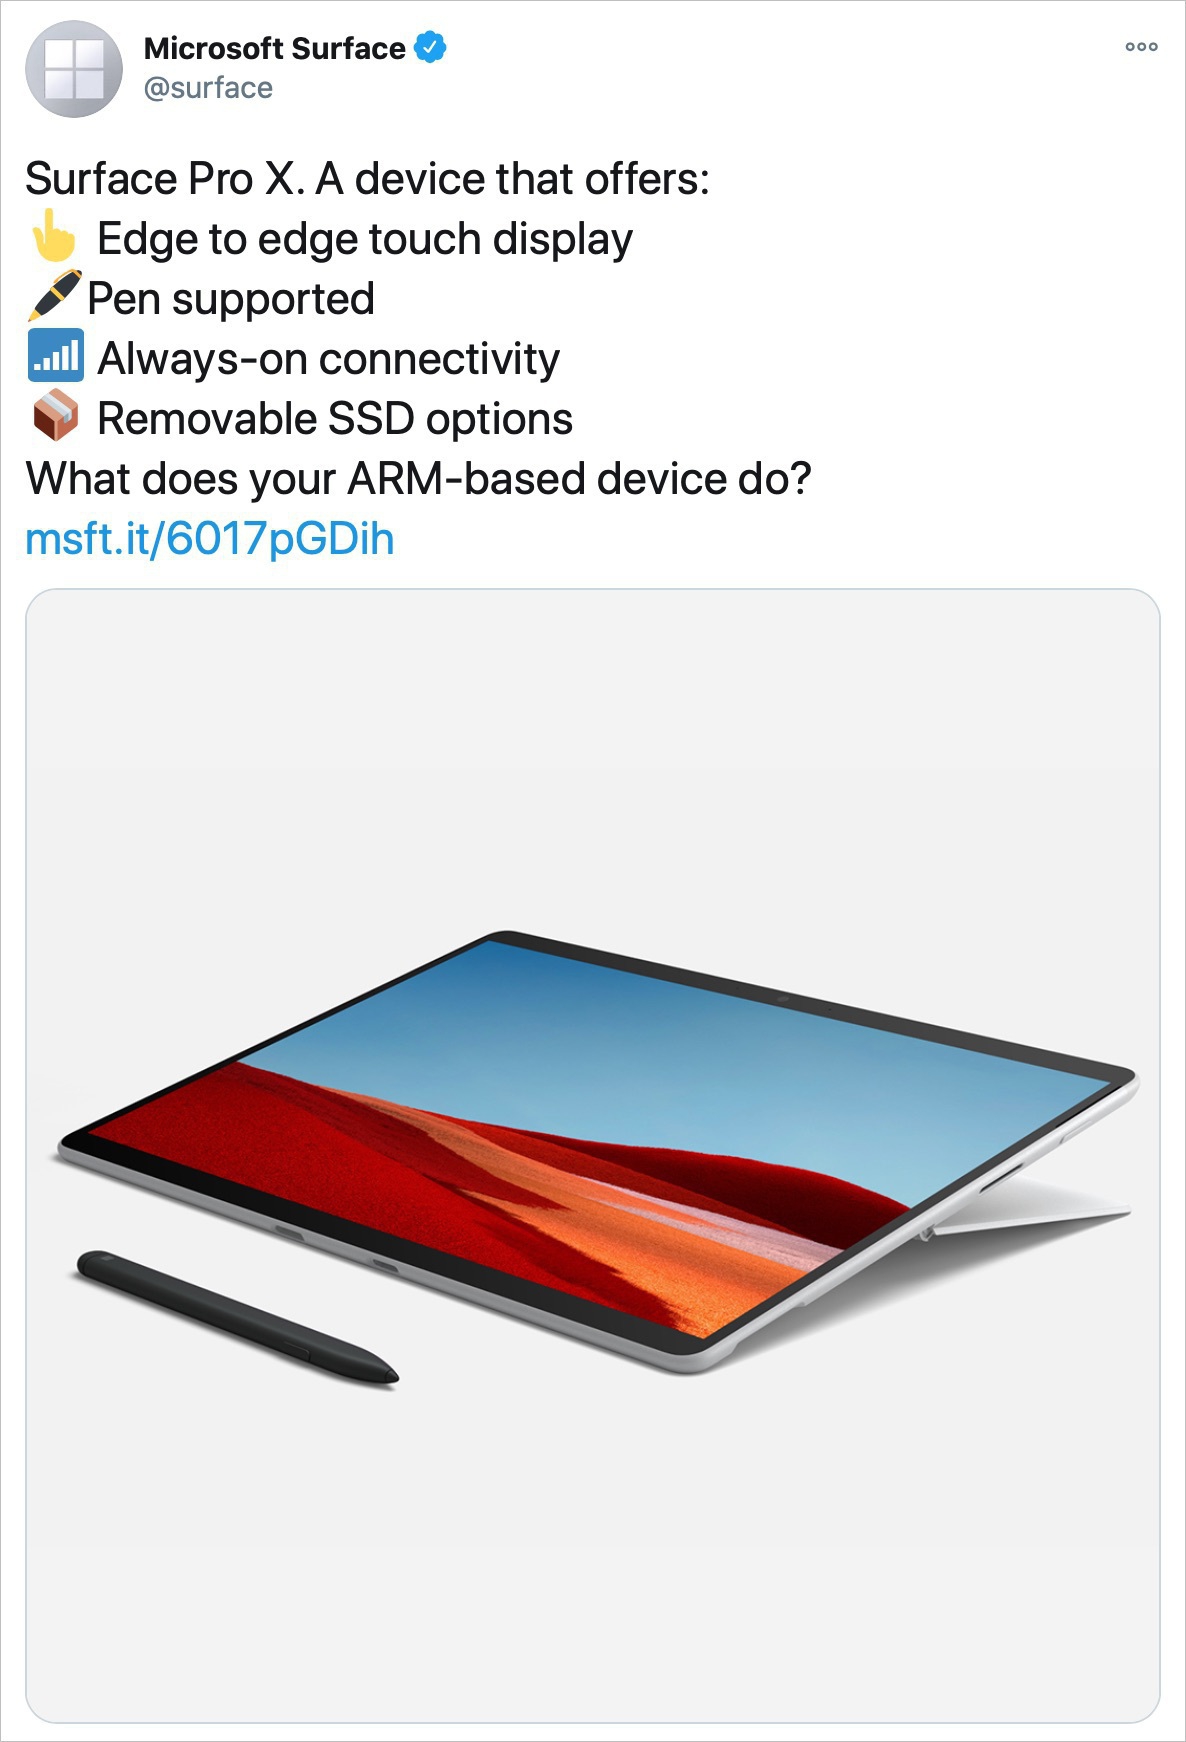 Microsoft Surface
@surface
Surface Pro X. A device that offers:
👆 Edge to edge touch display
🖋Pen supported
📶 Always-on connectivity
📦 Removable SSD options
What does your ARM-based device do?
msft.it/6017pGDih